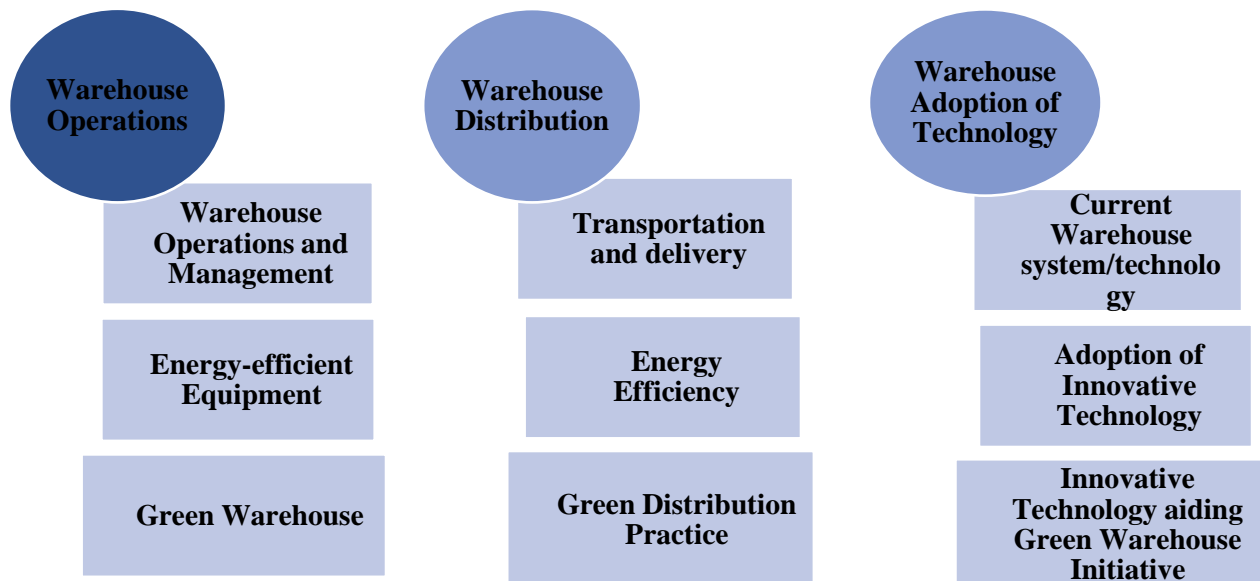 Warehouse
Operations
Warehouse
Operations and
Management
Energy-efficient
Equipment
Green Warehouse
Warehouse
Distribution
Transportation
and delivery
Energy
Efficiency
Green Distribution
Practice
Warehouse
Adoption of
Technology
Current
Warehouse
system/technolo
gy
Adoption of
Innovative
Technology
Innovative
Technology aiding
Green Warehouse
Initiative